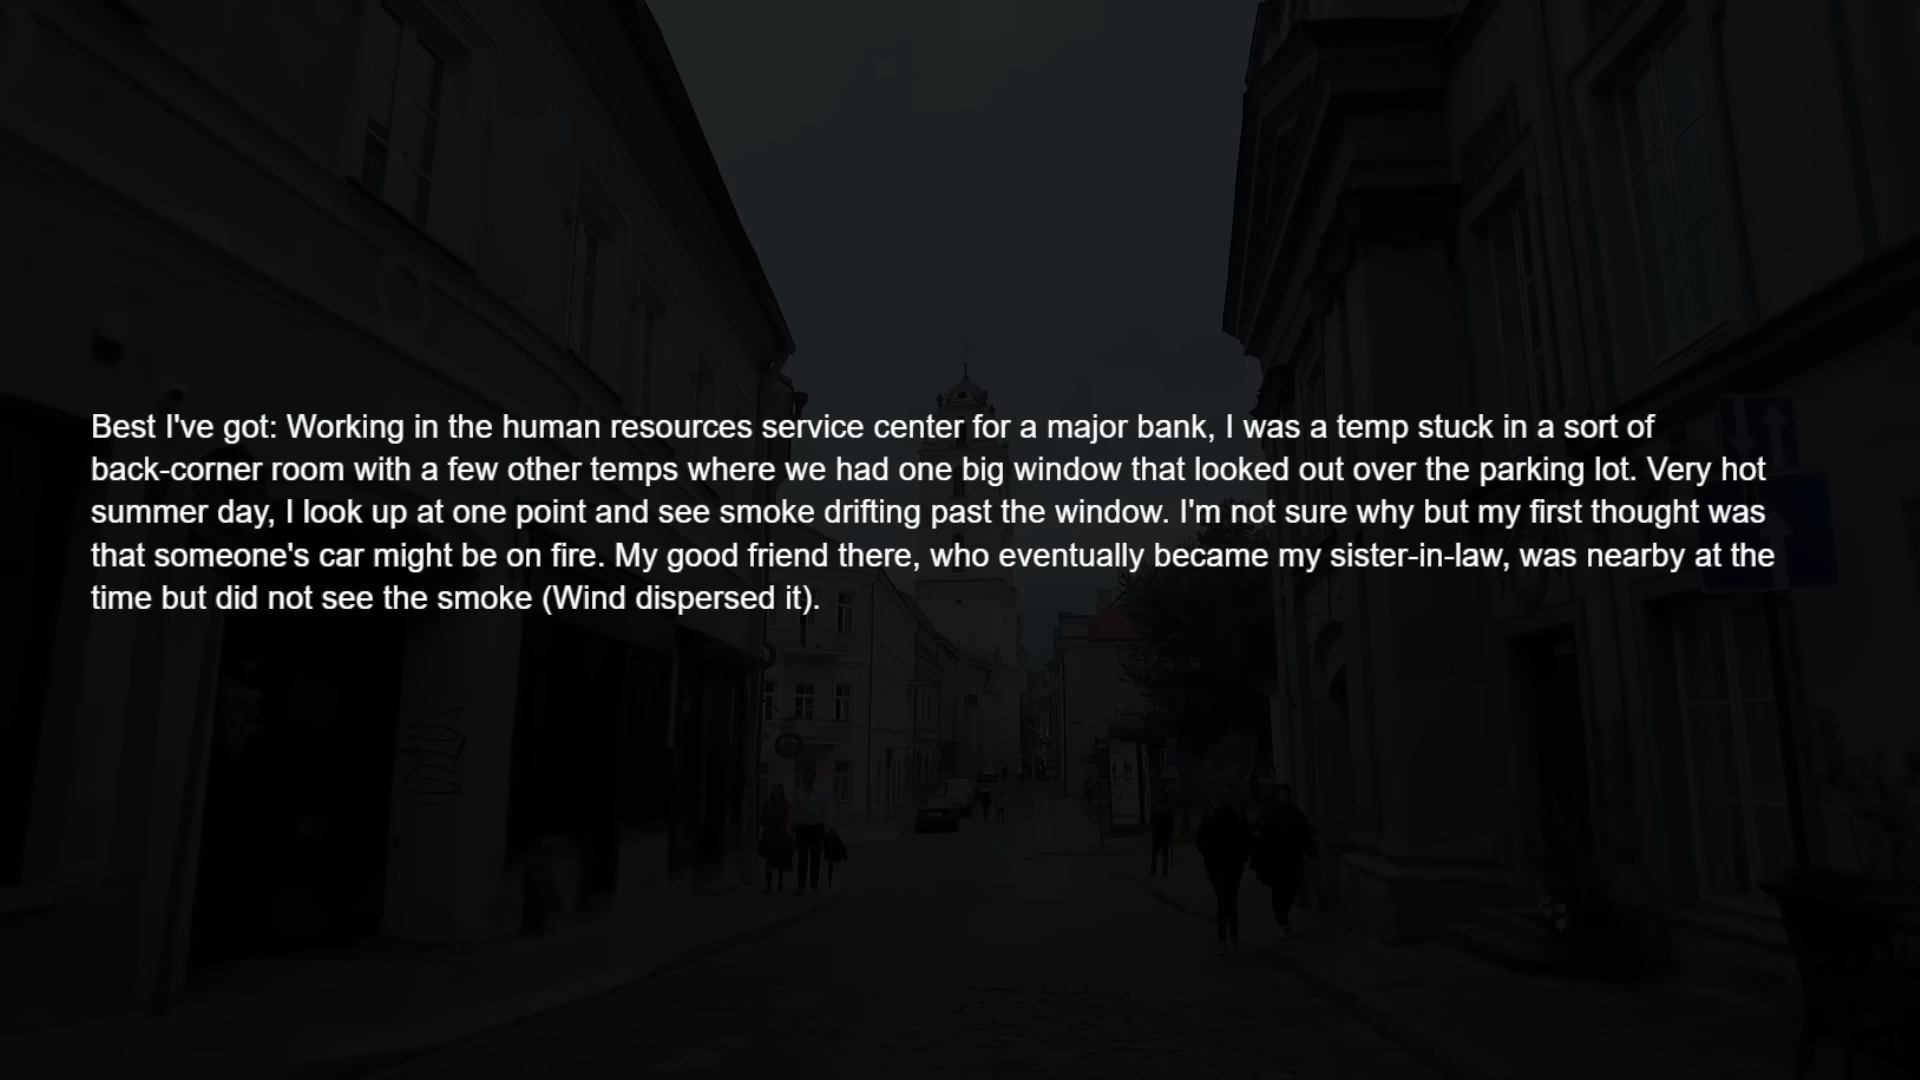 Best I've got: Working in the human resources service center for a major bank, I was a temp stuck in a sort of
back-corner room with a few other temps where we had one big window that looked out over the parking lot. Very hot
summer day, I look up at one point and see smoke drifting past the window. I'm not sure why but my first thought was
that someone's car might be on fire. My good friend there, who eventually became my sister-in-law, was nearby at the
time but did not see the smoke (Wind dispersed it).